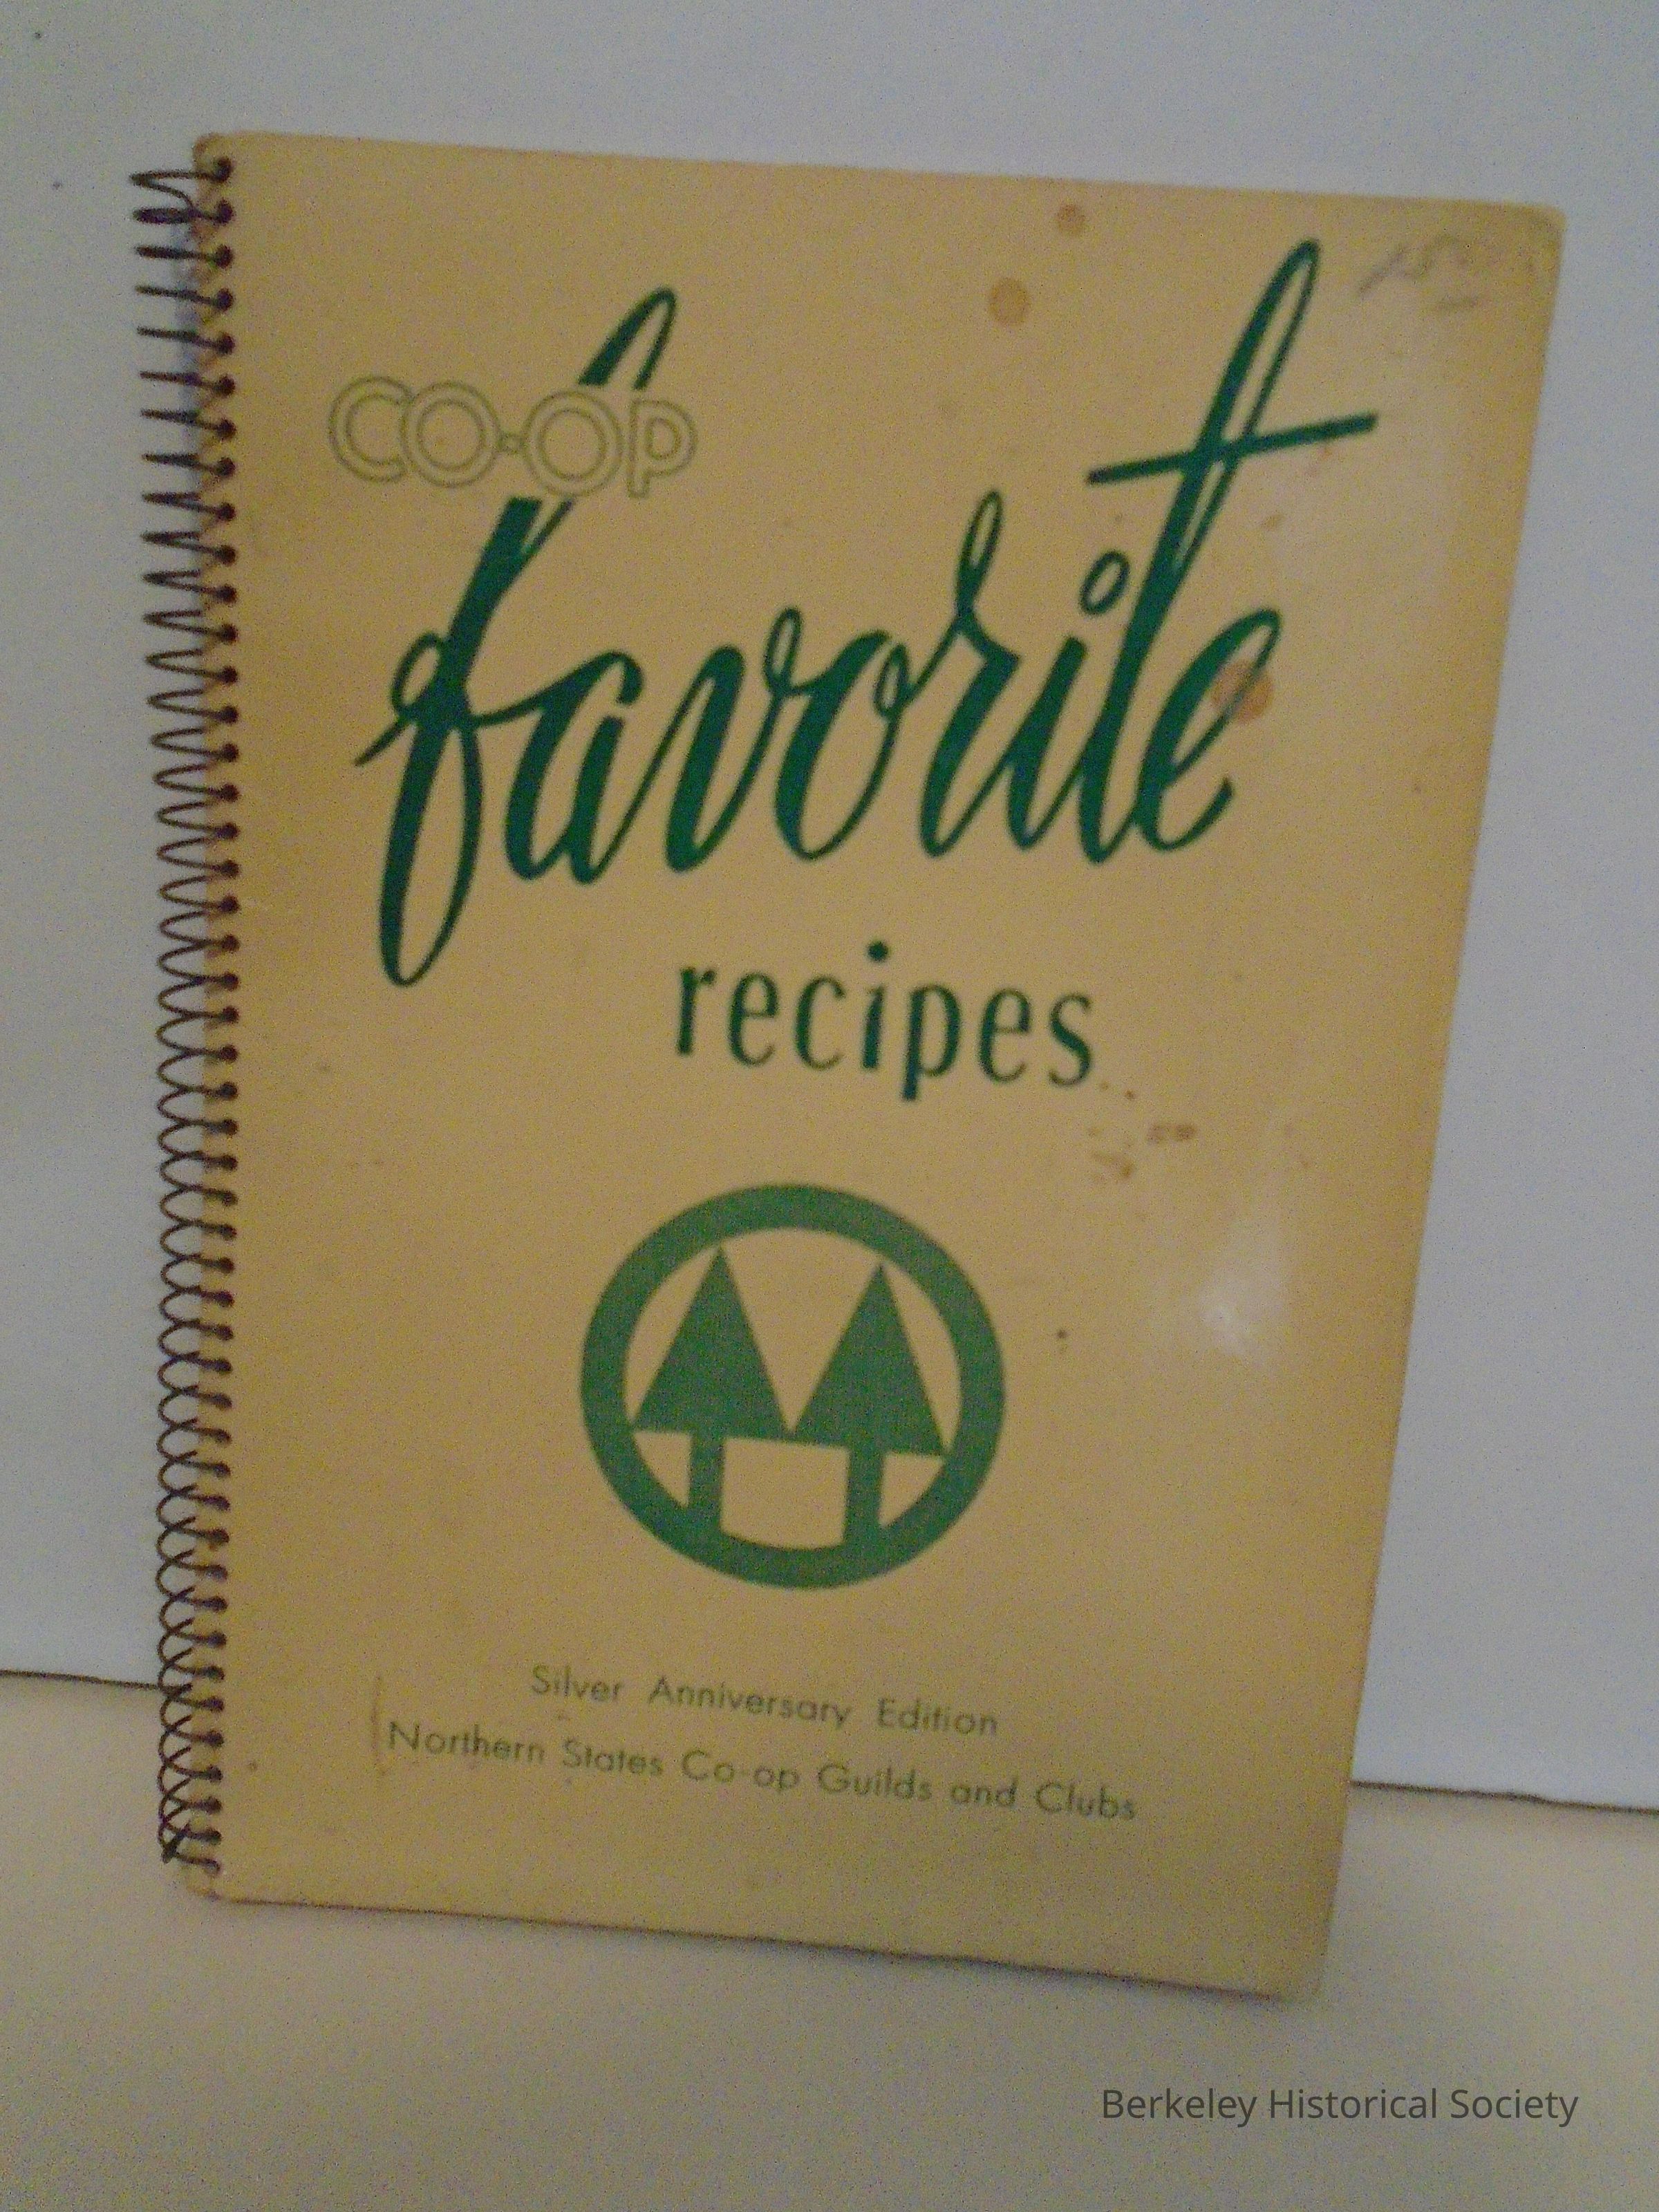 CO-OP
favorite
recipes
Silver Anniversary Edition
Northern States Co-op Guilds and Clubs
Berkeley Historical Society